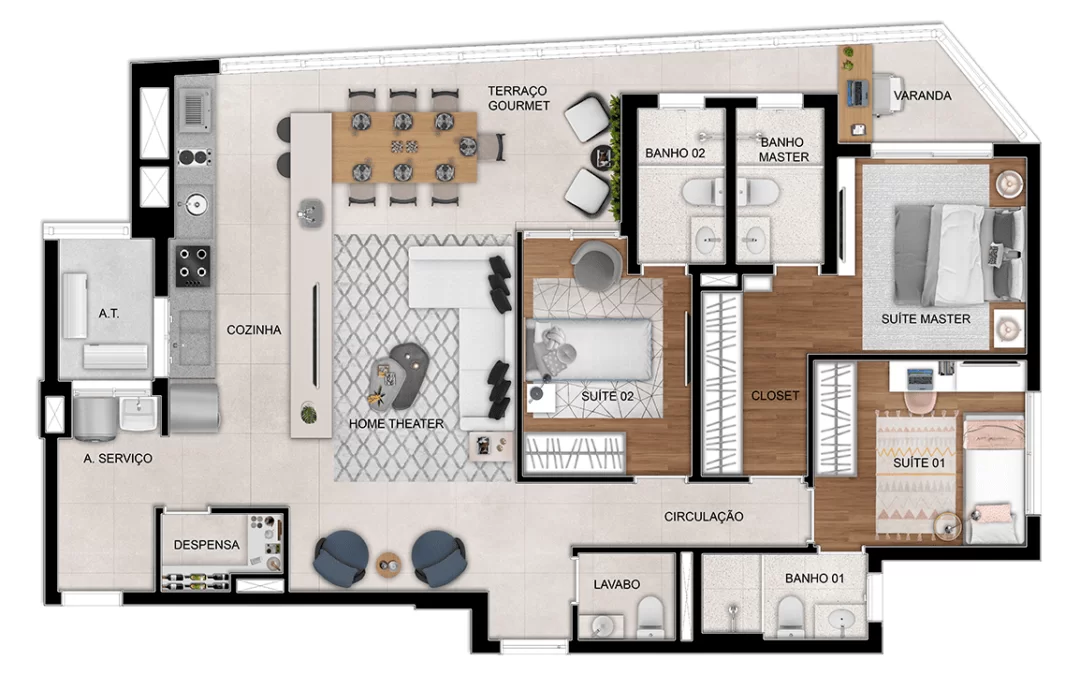 TERRAÇO
GOURMET
VARANDA
BANHO 02
BANHO
MASTER
A.T.
COZINHA
SUÍTE MASTER
SUÍTE 02
CLOSET
HOME THEATER
A. SERVIÇO
SUÍTE 01
CIRCULAÇÃO
DESPENSA
LAVABO
BANHO 01